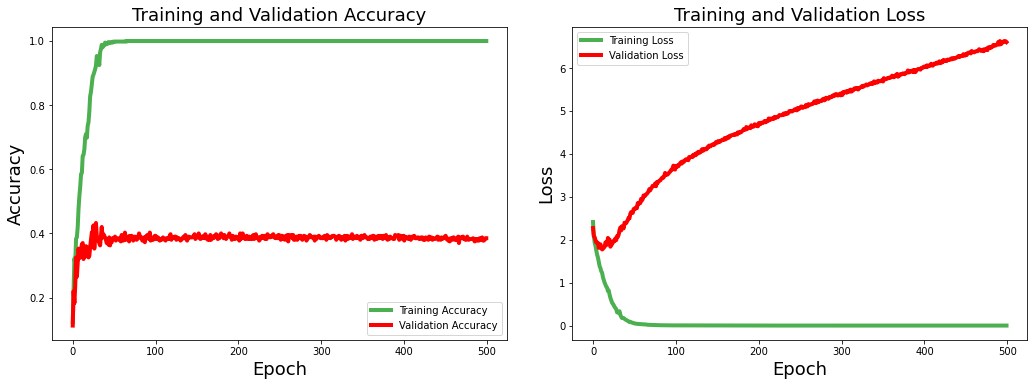 Training and Validation Accuracy
Accuracy
1.0
0.8
0.6
0.4
0.2
Training Accuracy
Validation Accuracy
0
100
200
300
400
500
Epoch
Training and Validation Loss
Loss
Training Loss
Validation Loss
6
5
4
3
2
1
0
0
100
200
300
400
500
Epoch